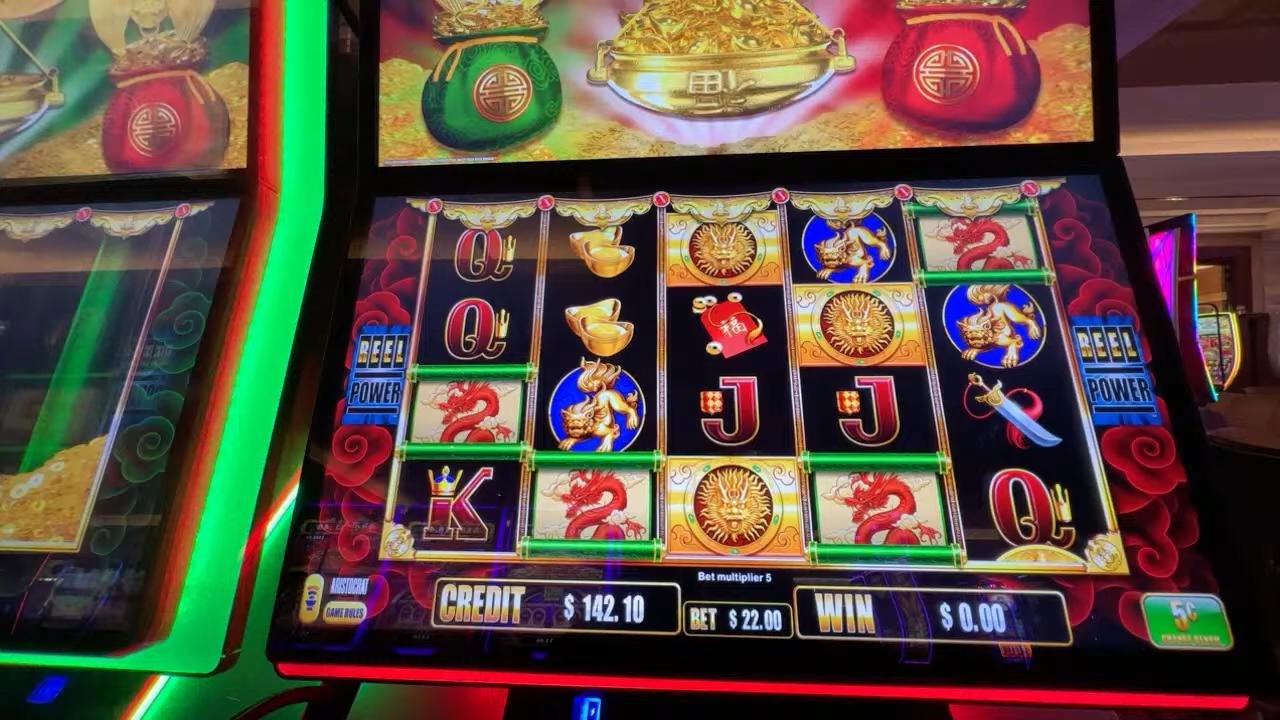 Q
Q
福
REEL
POWER
REEL
POWER
J
J
K
Q
Bet multiplier 5
ARISTOCRAT
GAME RULES
CREDIT $ 142.10
BET $ 22.00
WIN $ 0.00
5¢